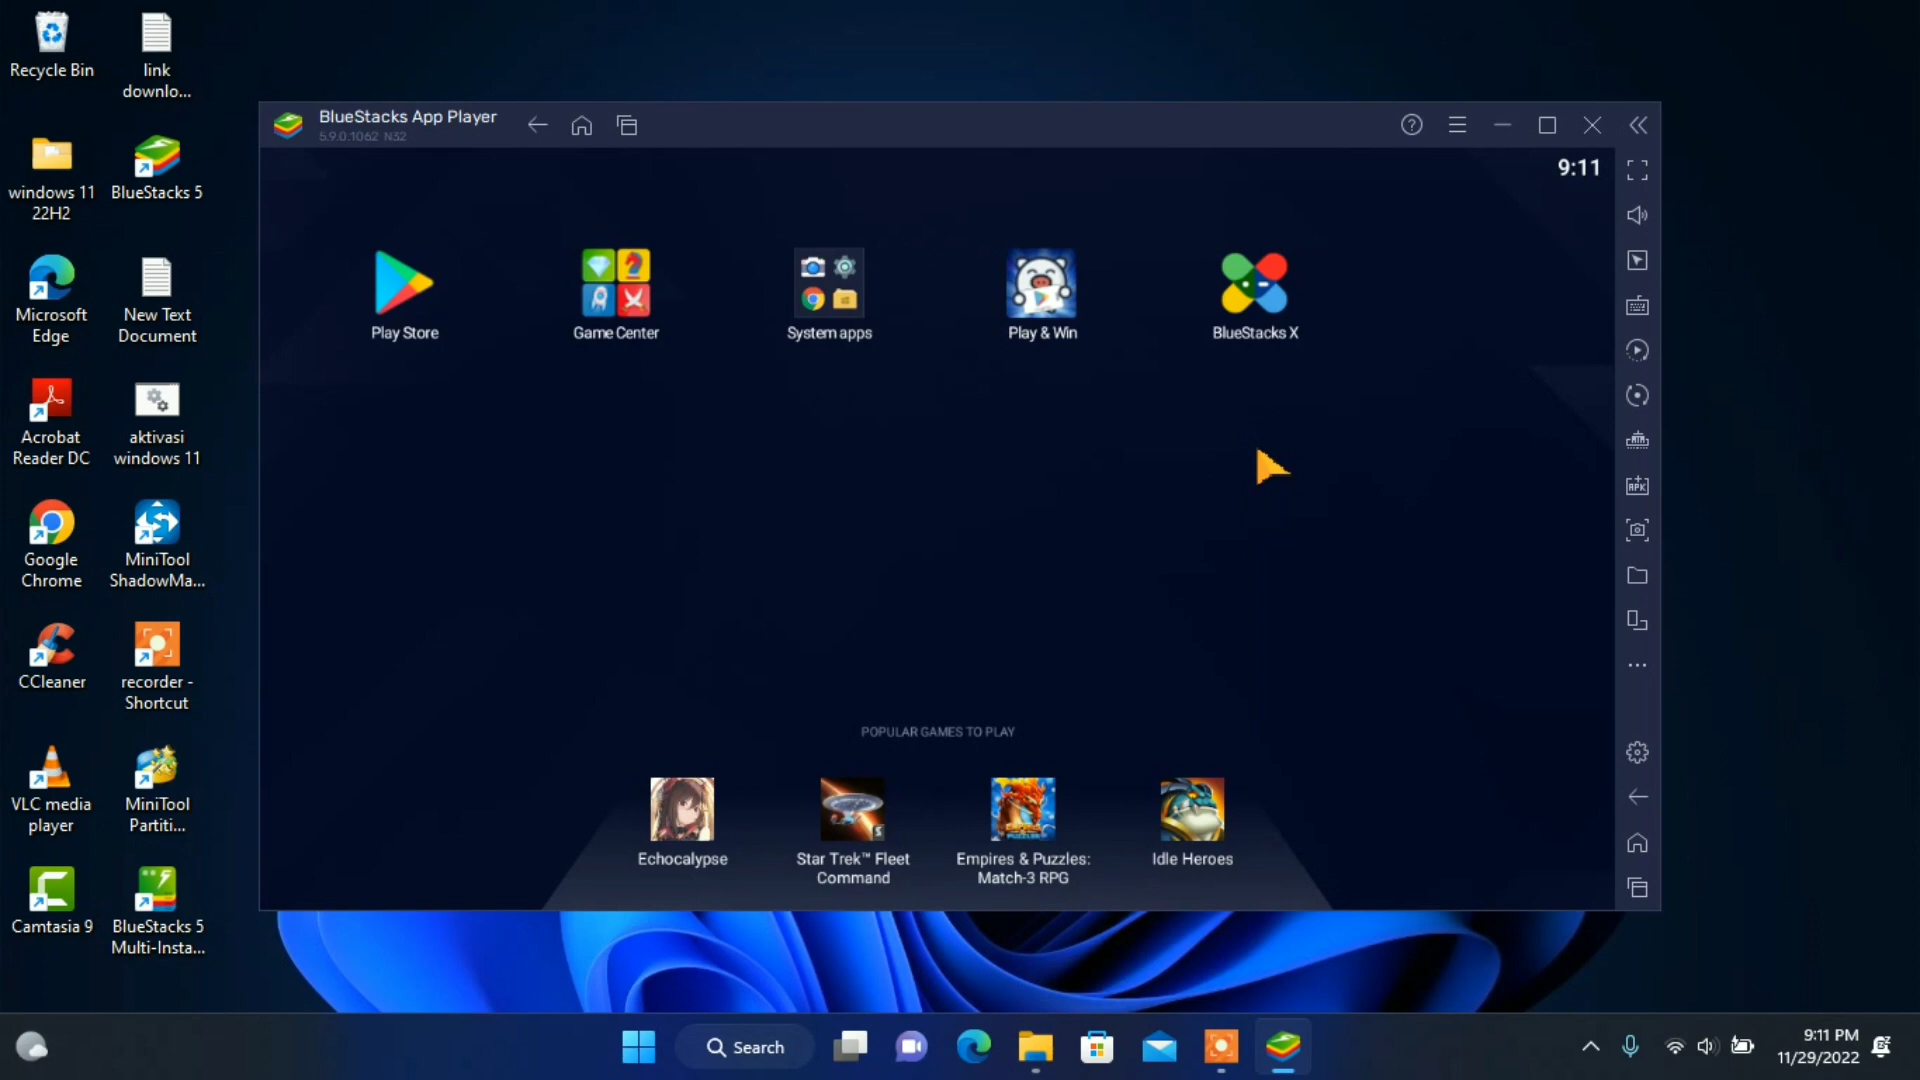 Recycle Bin
link
downlo...
windows 11
22H2
BlueStacks 5
Microsoft
Edge
New Text
Document
Acrobat
Reader DC
aktivasi
windows 11
Google
Chrome
MiniTool
ShadowMa...
CCleaner
recorder -
Shortcut
VLC media
player
MiniTool
Partiti...
Camtasia 9
BlueStacks 5
Multi-Insta...
BlueStacks App Player
5.9.0.1062 N32
9:11
Play Store
Game Center
System apps
Play & Win
BlueStacks X
APK
POPULAR GAMES TO PLAY
Echocalypse
Star Trek™ Fleet
Command
Empires & Puzzles:
Match-3 RPG
Idle Heroes
Search
9:11 PM
11/29/2022